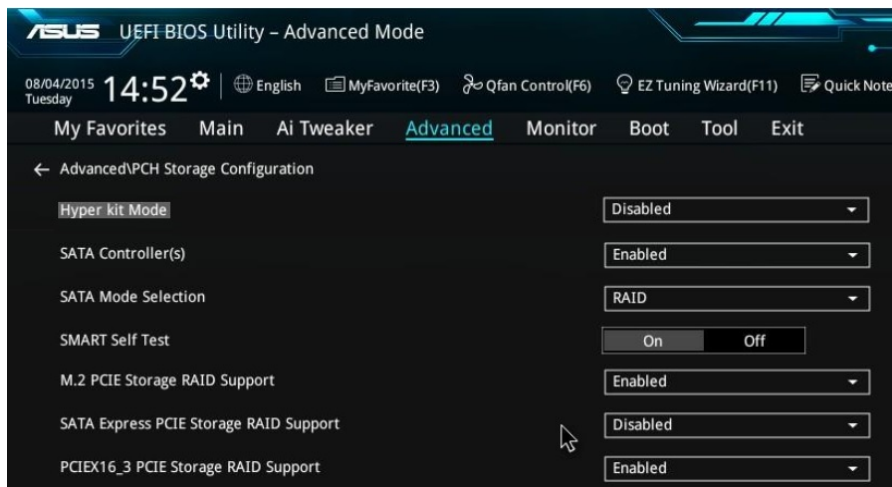 ASUS UEFI BIOS Utility – Advanced Mode
08/04/2015 Tuesday 14:52 English MyFavorite(F3) Qfan Control(F6) EZ Tuning Wizard(F11) Quick Note
My Favorites Main Ai Tweaker Advanced Monitor Boot Tool Exit
Advanced\PCH Storage Configuration
Hyper kit Mode Disabled
SATA Controller(s) Enabled
SATA Mode Selection RAID
SMART Self Test On Off
M.2 PCIE Storage RAID Support Enabled
SATA Express PCIE Storage RAID Support Disabled
PCIEX16_3 PCIE Storage RAID Support Enabled